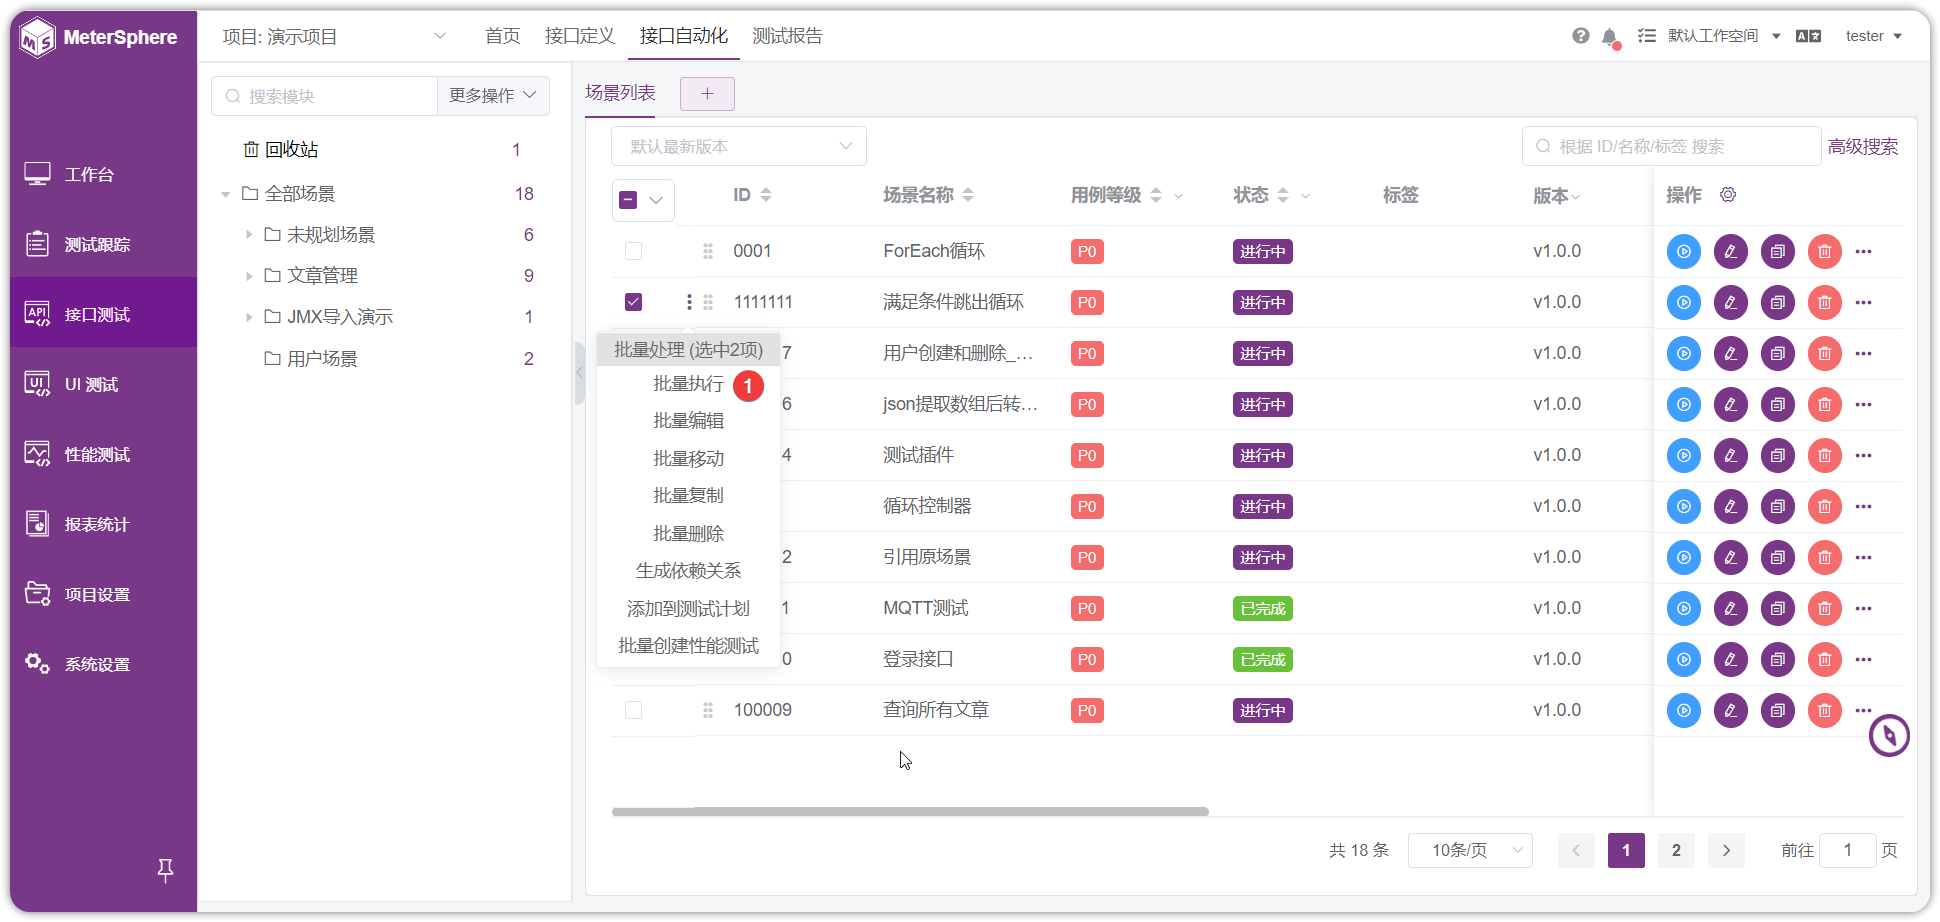 MeterSphere
项目: 演示项目
首页
接口定义
接口自动化
测试报告
默认工作空间
tester
工作台
测试跟踪
接口测试
UI 测试
性能测试
报表统计
项目设置
系统设置
搜索模块
更多操作
回收站 1
全部场景 18
未规划场景 6
文章管理 9
JMX导入演示 1
用户场景 2
场景列表
+
默认最新版本
根据 ID/名称/标签 搜索
高级搜索
ID 场景名称 用例等级 状态 标签 版本 操作
0001 ForEach循环 P0 进行中 v1.0.0
1111111 满足条件跳出循环 P0 进行中 v1.0.0
7 用户创建和删除_... P0 进行中 v1.0.0
6 json提取数组后转... P0 进行中 v1.0.0
4 测试插件 P0 进行中 v1.0.0
循环控制器 P0 进行中 v1.0.0
2 引用原场景 P0 进行中 v1.0.0
1 MQTT测试 P0 已完成 v1.0.0
0 登录接口 P0 已完成 v1.0.0
100009 查询所有文章 P0 进行中 v1.0.0
批量处理 (选中2项)
批量执行 1
批量编辑
批量移动
批量复制
批量删除
生成依赖关系
添加到测试计划
批量创建性能测试
共 18 条
10条/页
1
2
前往 1 页